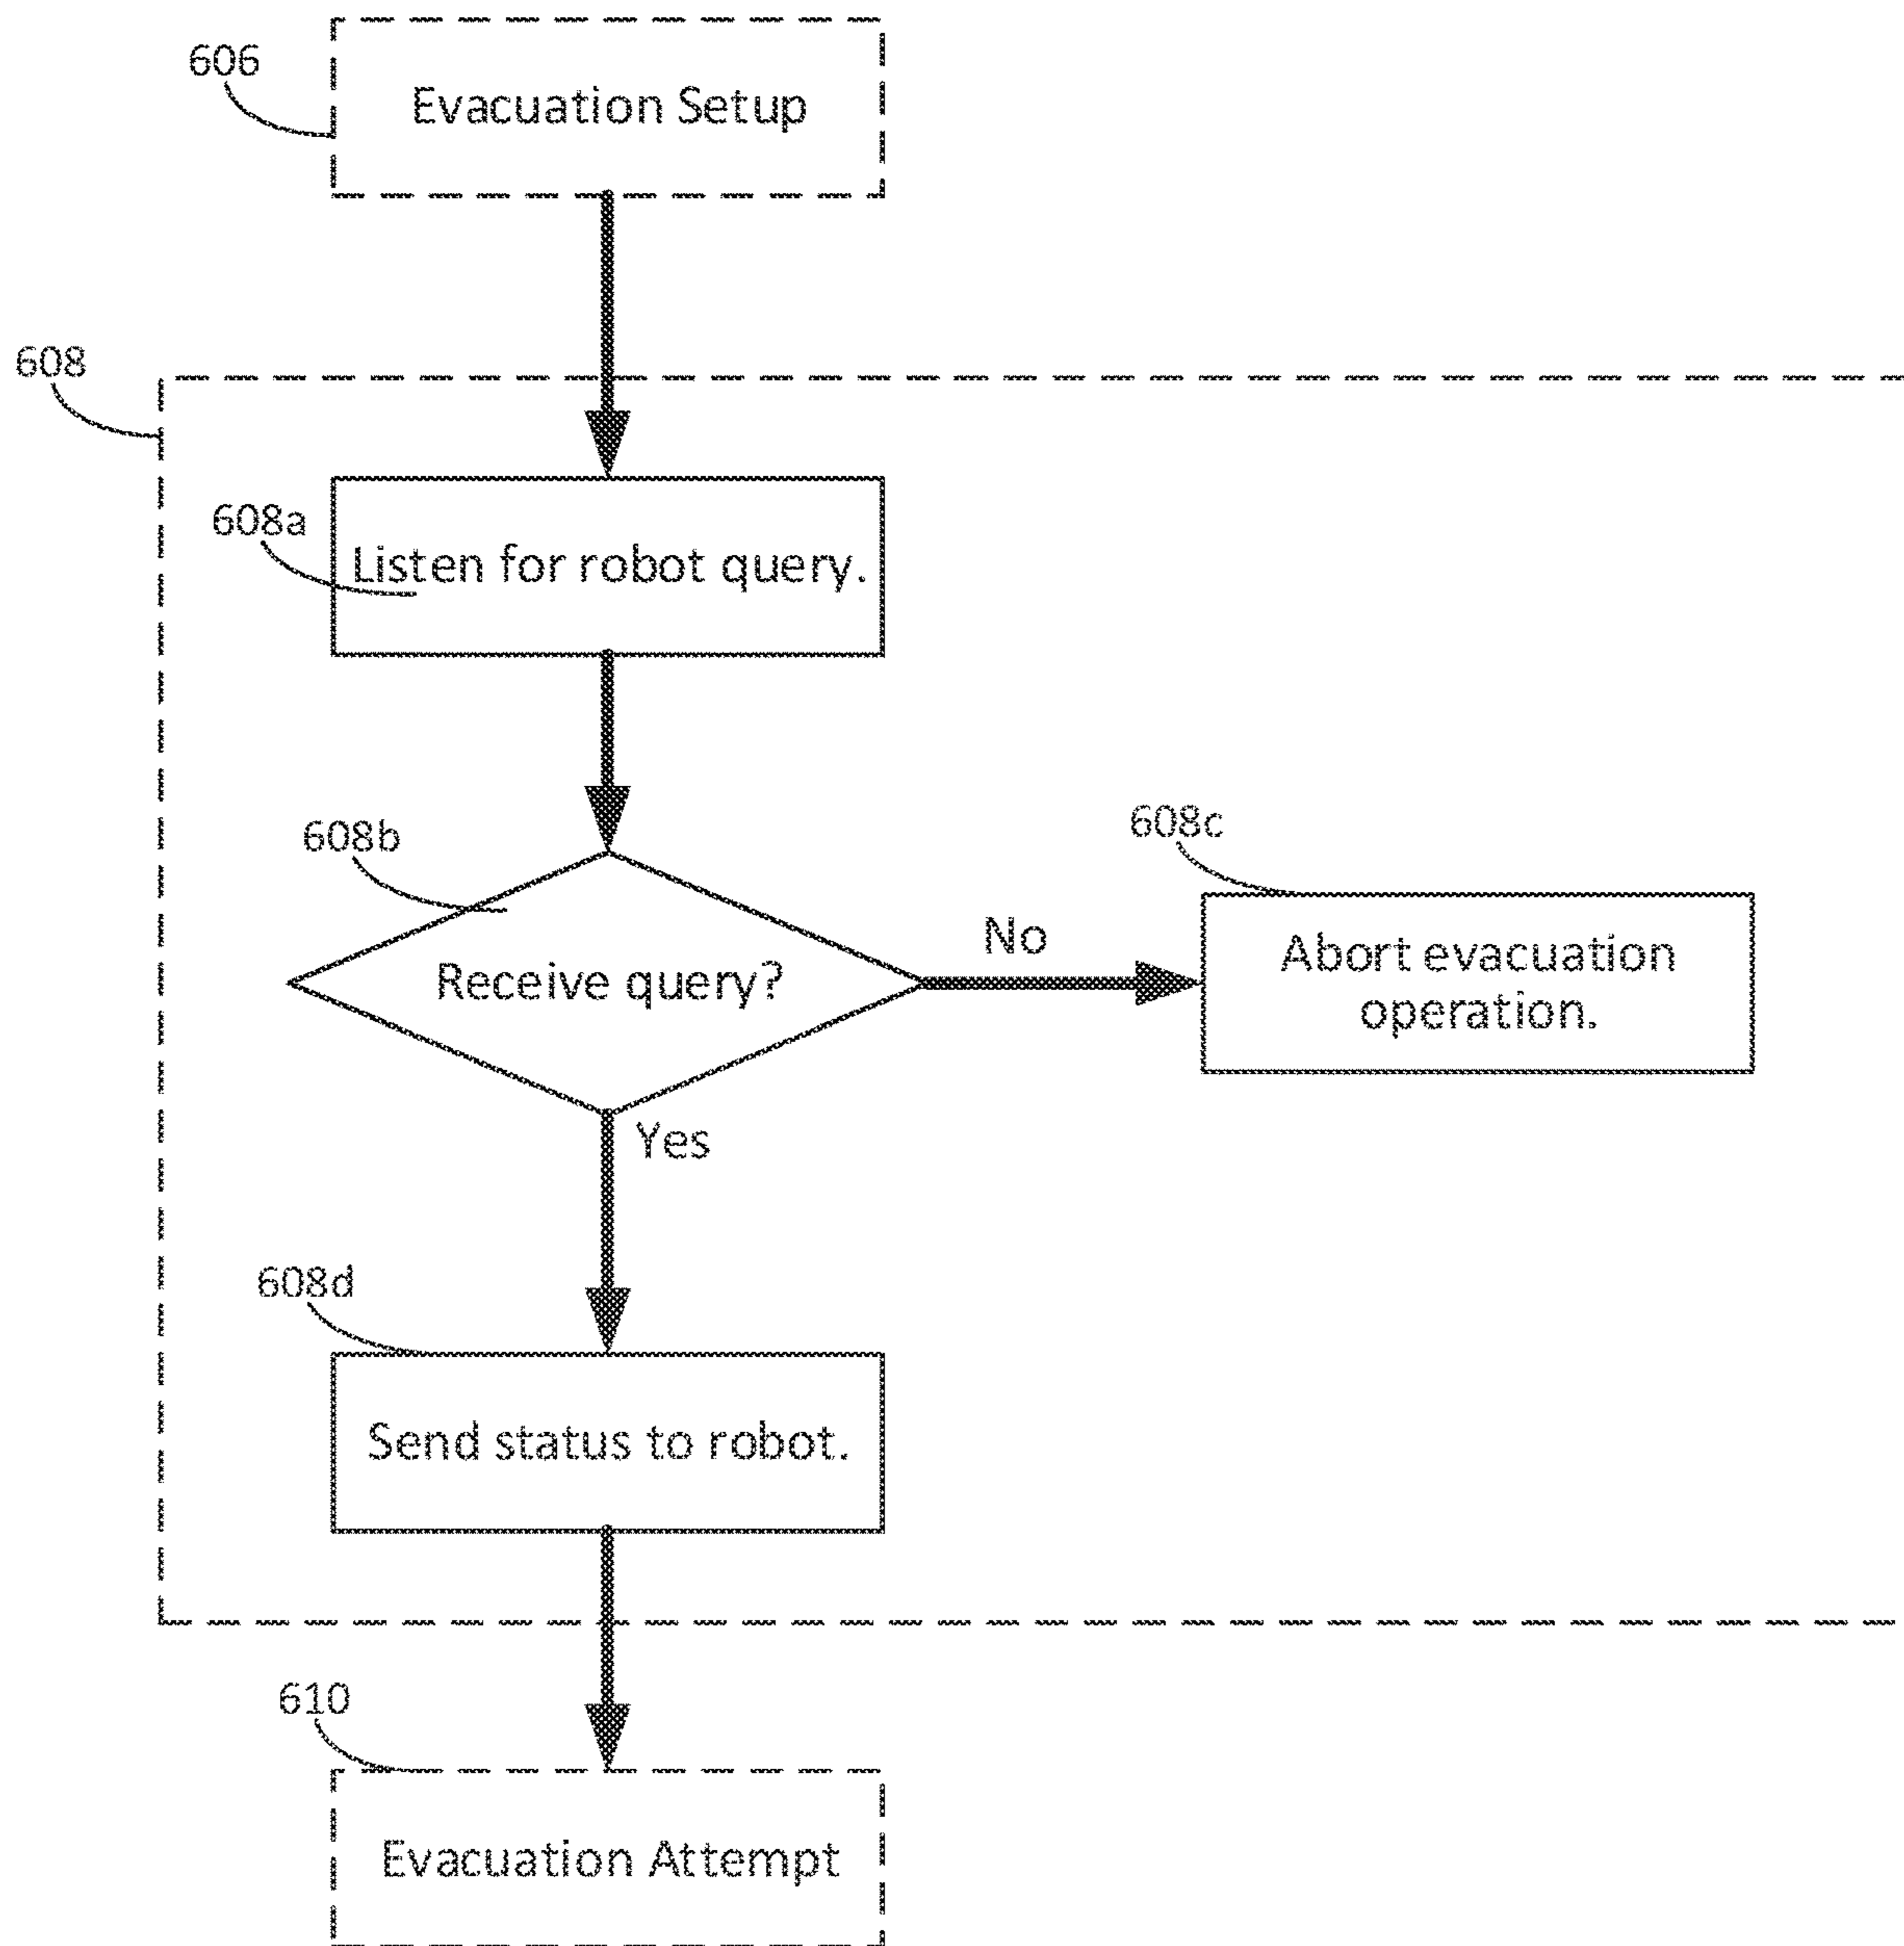 606
Evacuation Setup
608
608a
Listen for robot query.
608b
608c
Receive query?
No
Abort evacuation
operation.
Yes
608d
Send status to robot.
610
Evacuation Attempt